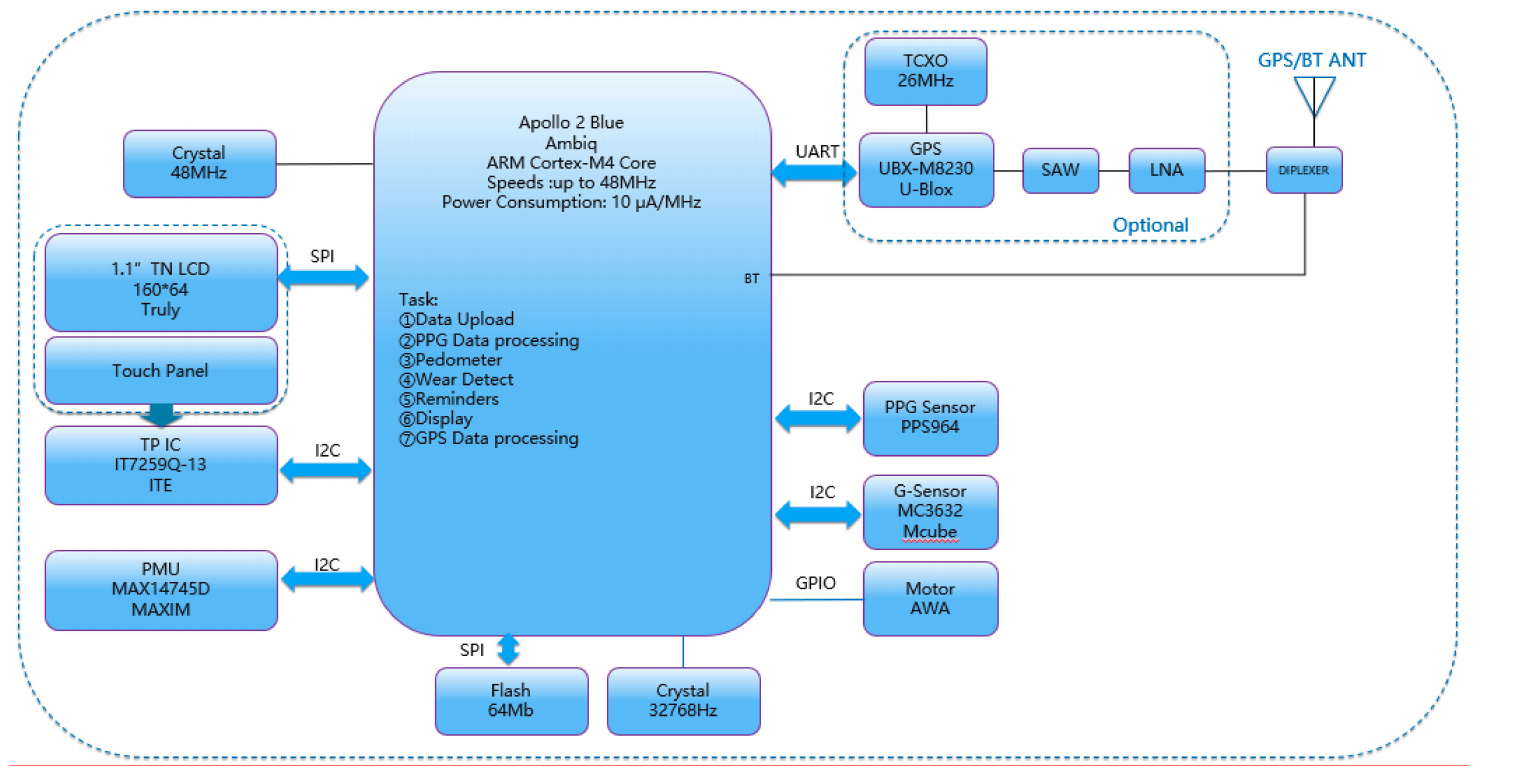 TCXO
26MHz
GPS/BT ANT
Apollo 2 Blue
Ambiq
ARM Cortex-M4 Core
Speeds :up to 48MHz
Power Consumption: 10 μA/MHz
Crystal
48MHz
UART
GPS
UBX-M8230
U-Blox
SAW
LNA
DIPLEXER
Optional
1.1” TN LCD
160*64
Truly
SPI
BT
Touch Panel
Task:
①Data Upload
②PPG Data processing
③Pedometer
④Wear Detect
⑤Reminders
⑥Display
⑦GPS Data processing
I2C
PPG Sensor
PPS964
TP IC
IT7259Q-13
ITE
I2C
I2C
G-Sensor
MC3632
Mcube
PMU
MAX14745D
MAXIM
I2C
GPIO
Motor
AWA
SPI
Flash
64Mb
Crystal
32768Hz